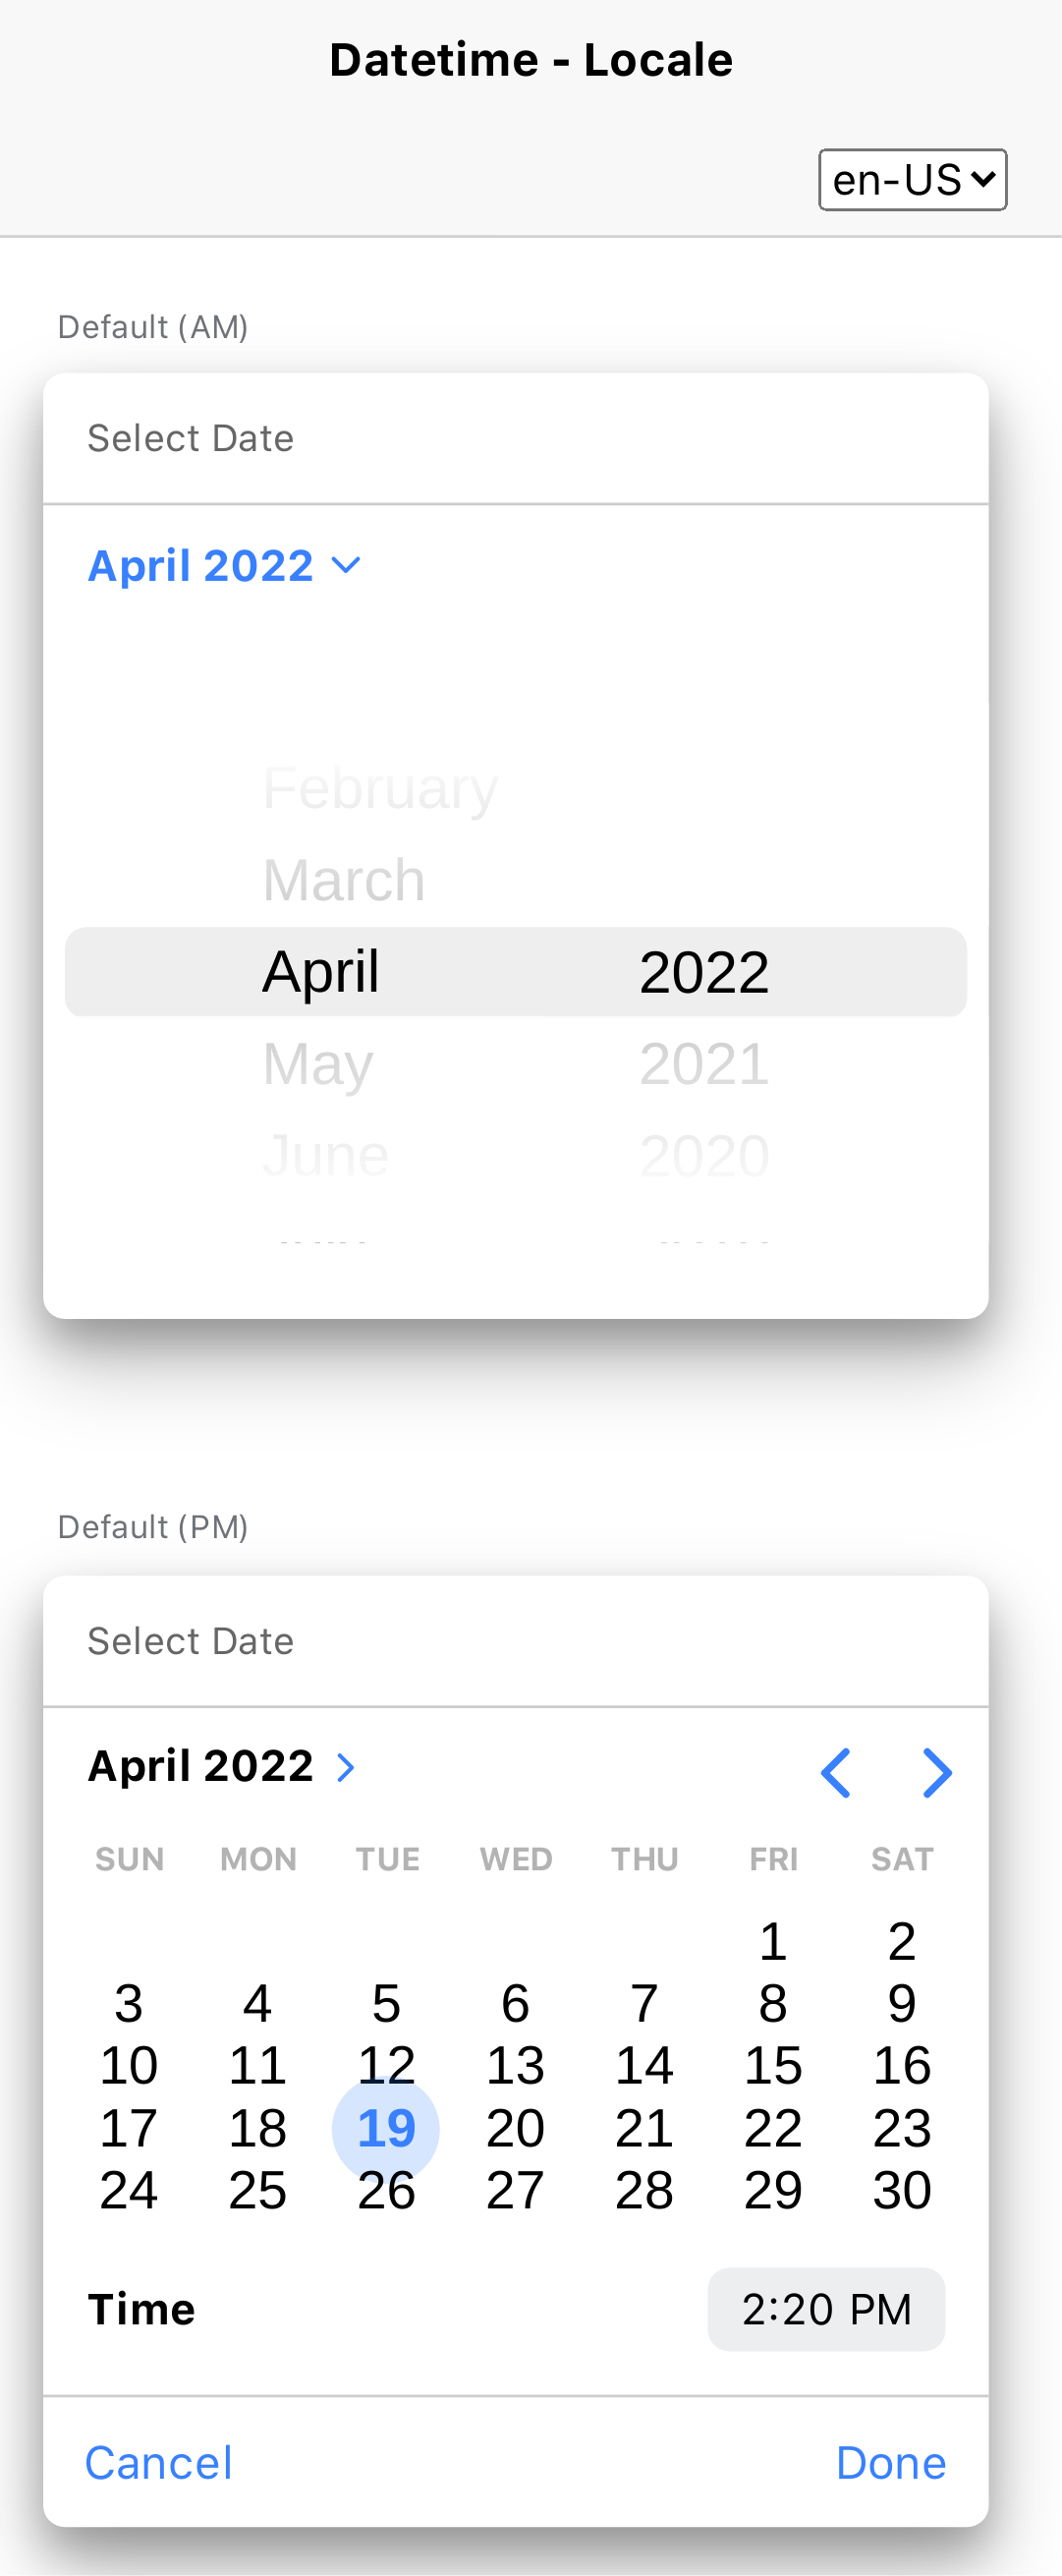 Datetime - Locale
en-US
Default (AM)
Select Date
April 2022
February
March
April 2022
May 2021
June 2020
Default (PM)
Select Date
April 2022
SUN MON TUE WED THU FRI SAT
1 2
3 4 5 6 7 8 9
10 11 12 13 14 15 16
17 18 19 20 21 22 23
24 25 26 27 28 29 30
Time 2:20 PM
Cancel Done